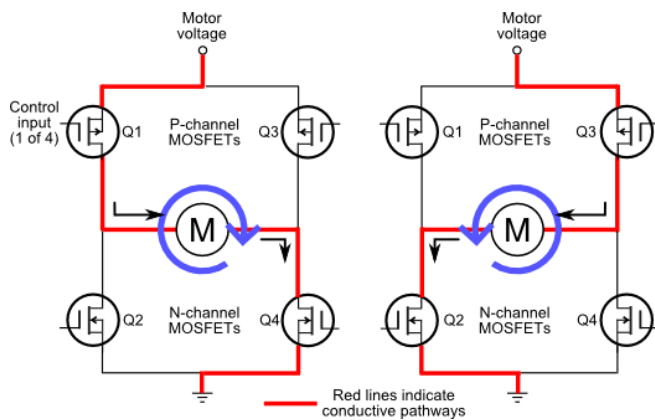 Motor
voltage
Control
input
(1 of 4)
Q1
P-channel
MOSFETs
Q3
M
Q2
N-channel
MOSFETs
Q4
Motor
voltage
Q1
P-channel
MOSFETs
Q3
M
Q2
N-channel
MOSFETs
Q4
Red lines indicate
conductive pathways